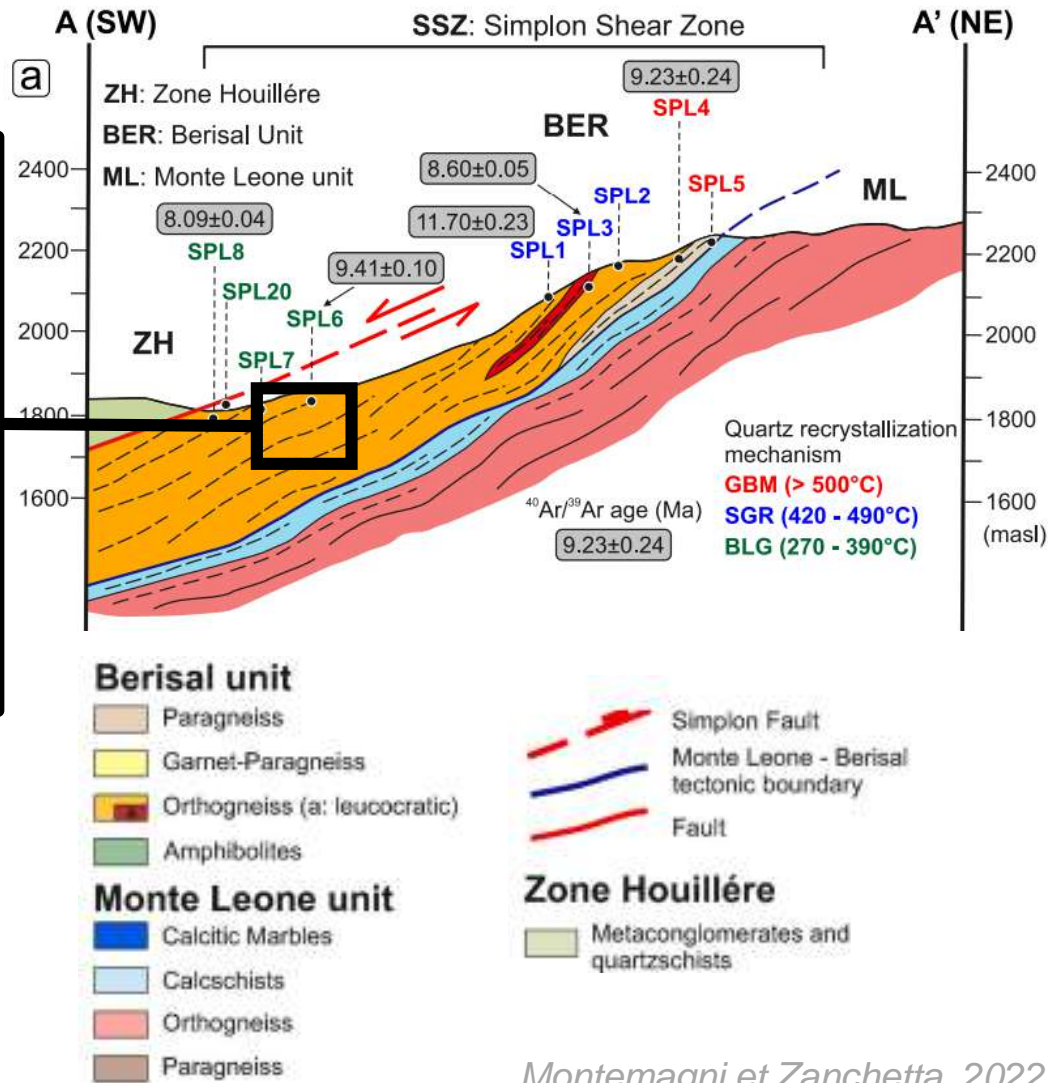 A (SW)
SSZ: Simplon Shear Zone
A' (NE)
a
ZH: Zone Houillére
BER: Berisal Unit
ML: Monte Leone unit
9.23±0.24
SPL4
BER
ML
2400
2400
8.60±0.05
SPL2
SPL5
8.09±0.04
11.70±0.23
SPL3
SPL8
SPL1
2200
2200
9.41±0.10
SPL20
SPL6
2000
2000
ZH
SPL7
1800
1800
Quartz recrystallization
mechanism
GBM (> 500°C)
SGR (420 - 490°C)
BLG (270 - 390°C)
1600
1600
(masl)
40Ar/39Ar age (Ma)
9.23±0.24
Berisal unit
Paragneiss
Garnet-Paragneiss
Orthogneiss (a: leucocratic)
Amphibolites
Monte Leone unit
Calcitic Marbles
Calcschists
Orthogneiss
Paragneiss
Simplon Fault
Monte Leone - Berisal
tectonic boundary
Fault
Zone Houillére
Metaconglomerates and
quartzschists
Montemagni et Zanchetta, 2022